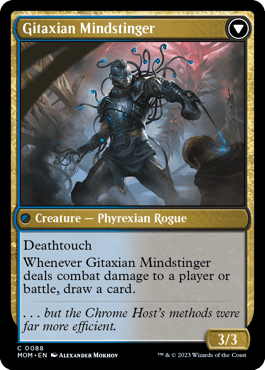 Gitaxian Mindstinger
Creature — Phyrexian Rogue
Deathtouch
Whenever Gitaxian Mindstinger
deals combat damage to a player or
battle, draw a card.
. . . but the Chrome Host's methods were
far more efficient.
3/3
C 0088
MOM • EN Alexander Mokhov
™ & © 2023 Wizards of the Coast